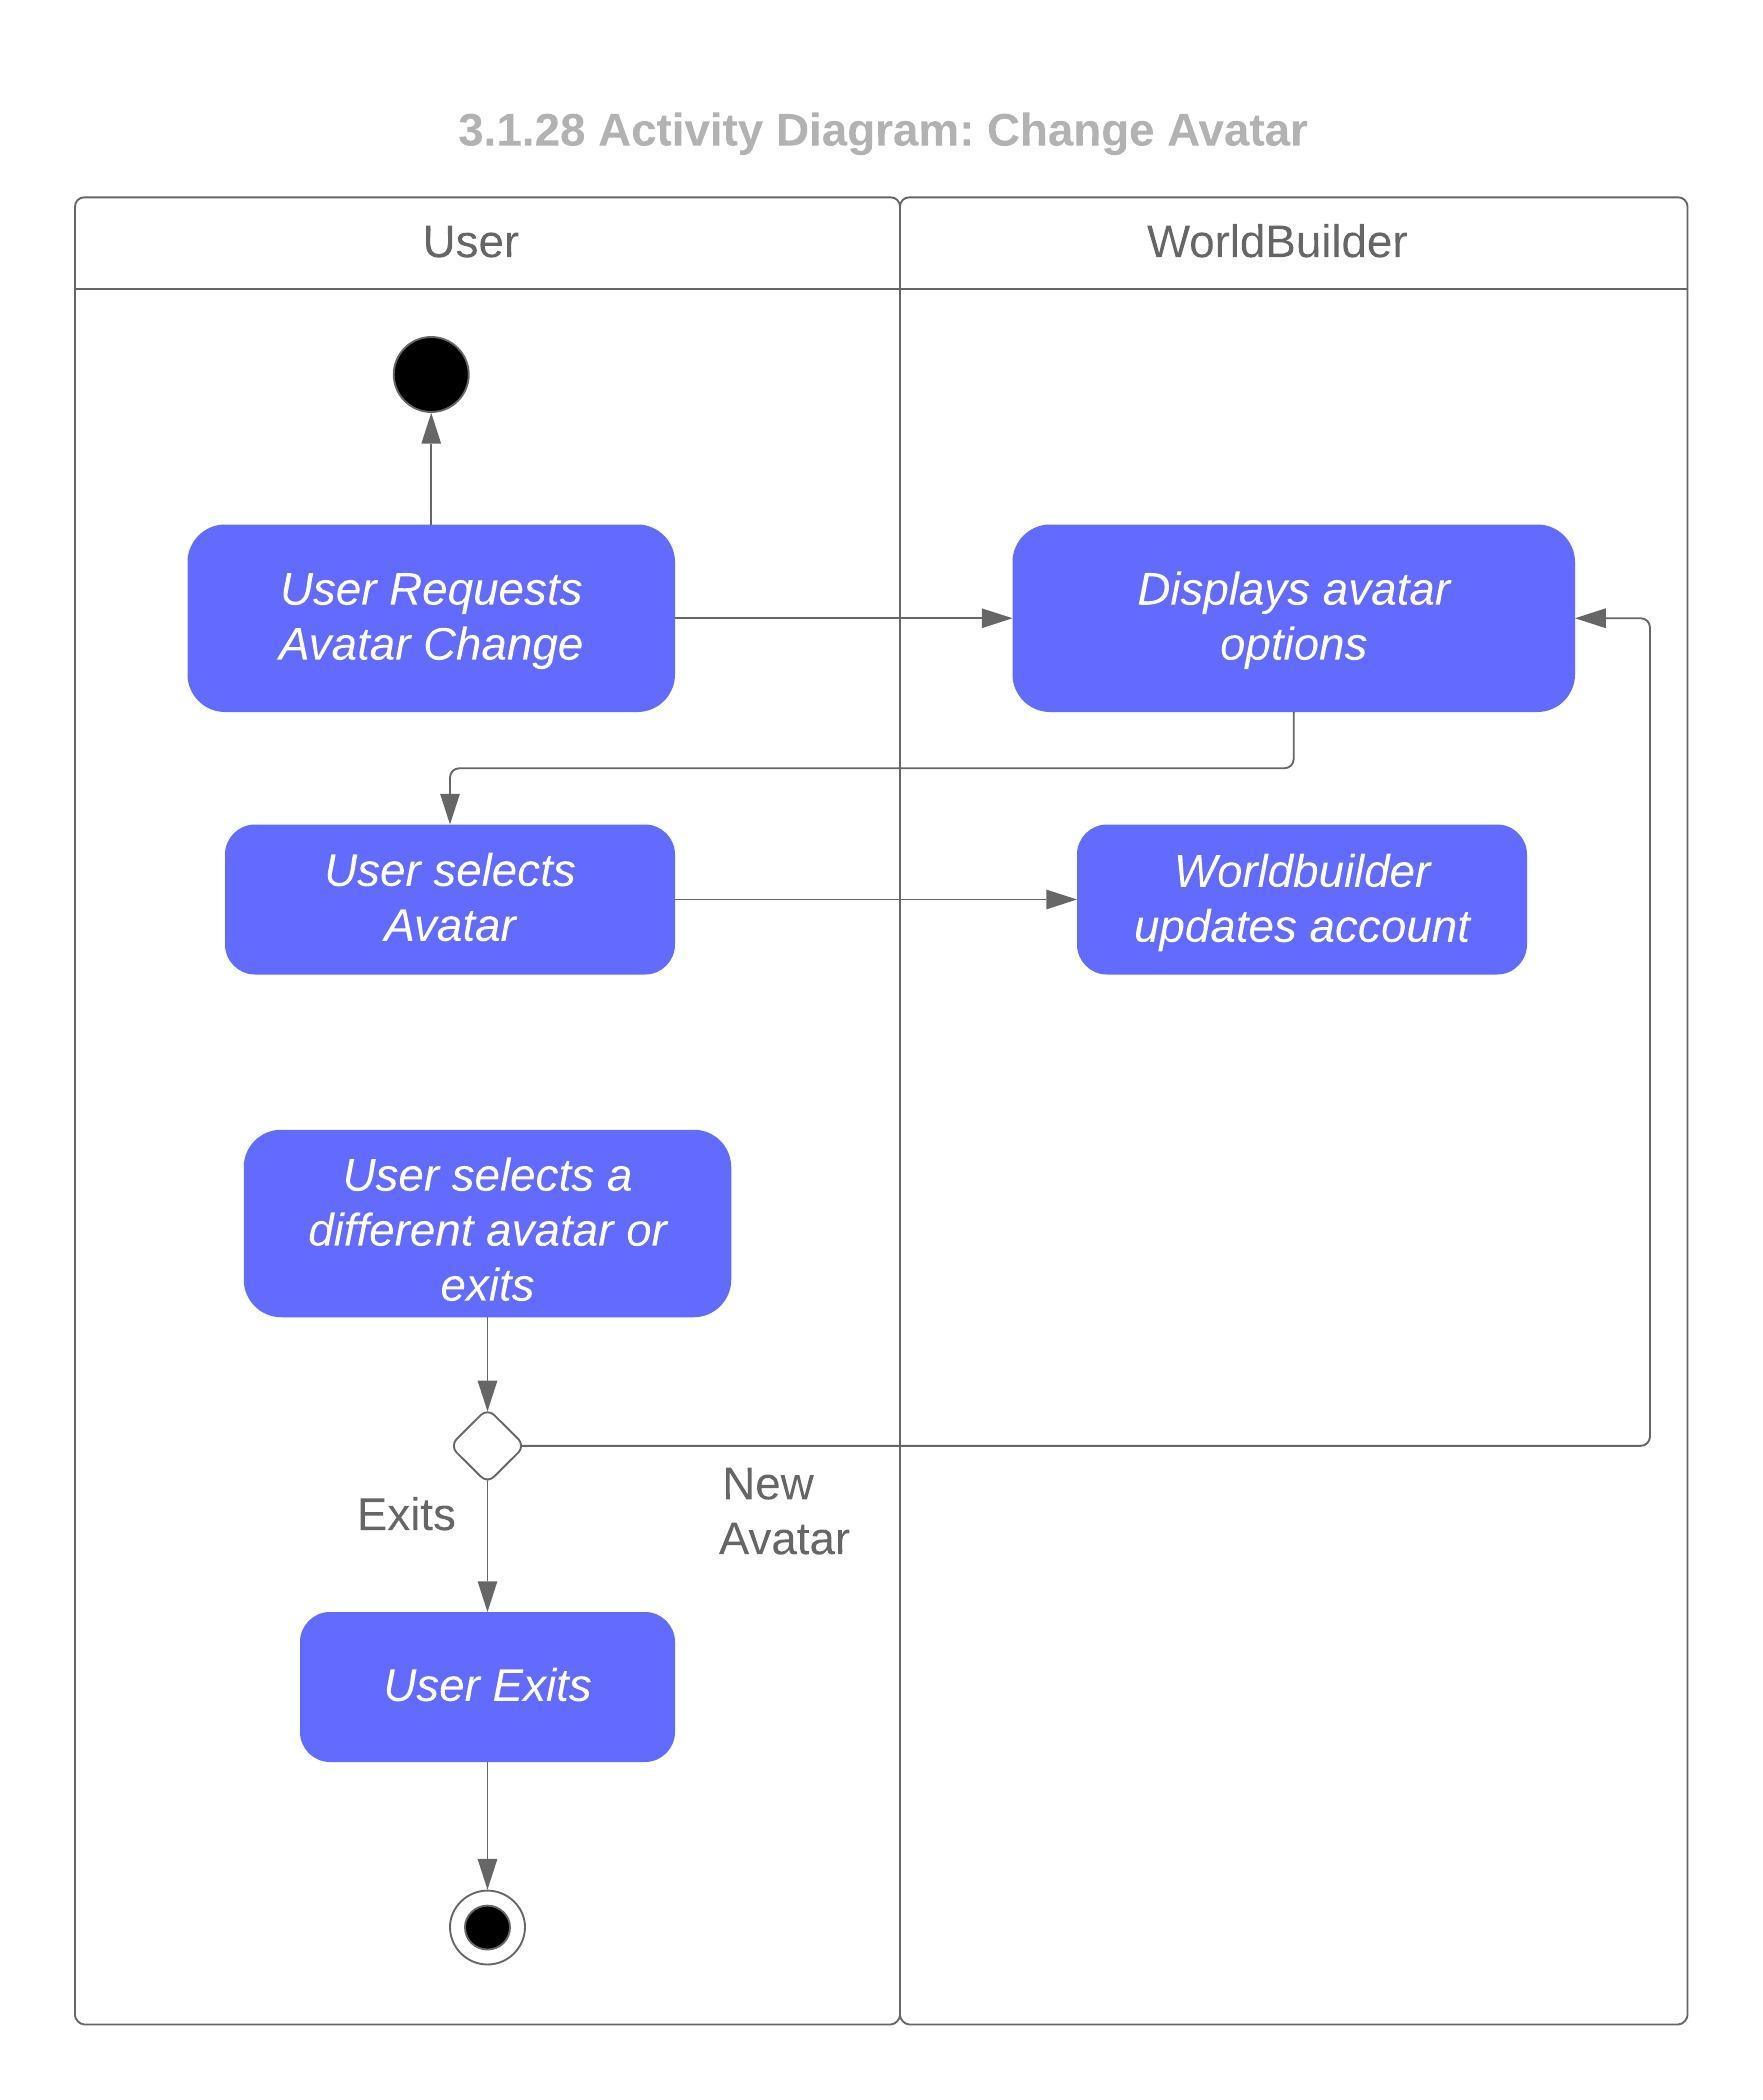 3.1.28 Activity Diagram: Change Avatar
User
WorldBuilder
User Requests
Avatar Change
Displays avatar
options
User selects
Avatar
Worldbuilder
updates account
User selects a
different avatar or
exits
New
Avatar
Exits
User Exits